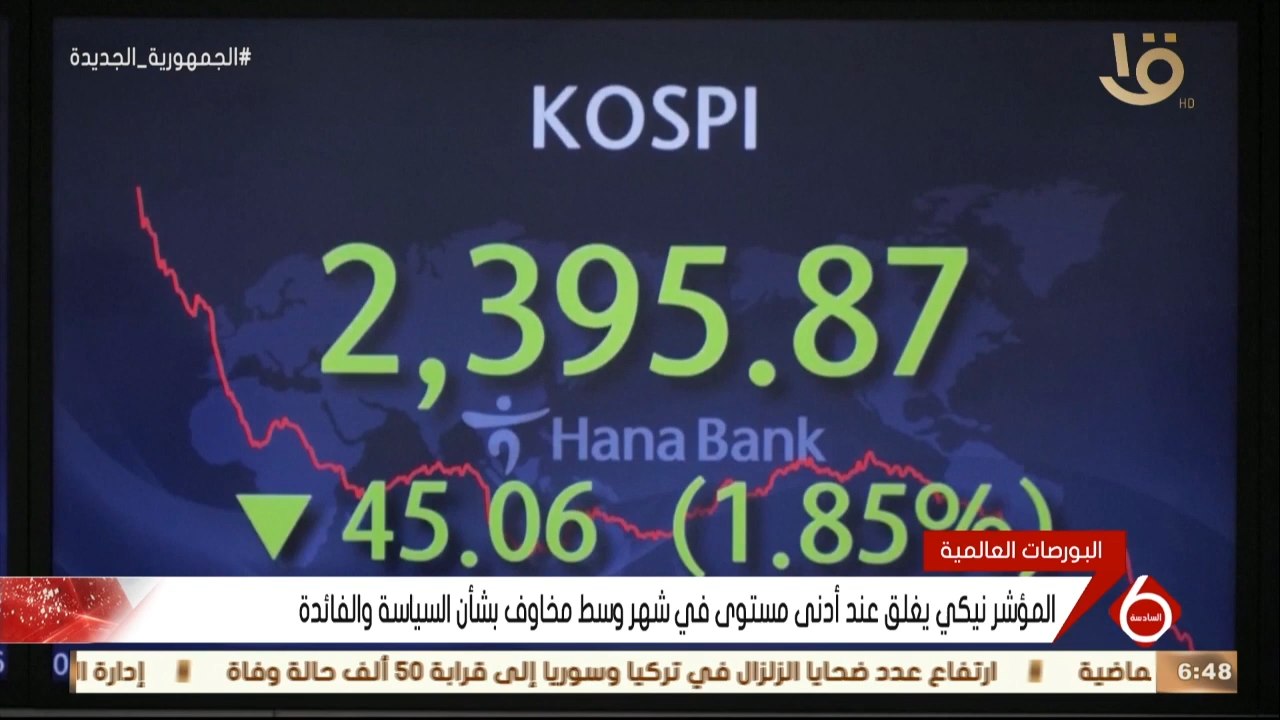 #الجمهورية_الجديدة
HD
KOSPI
2,395.87
Hana Bank
▼ 45.06 (1.85%)
البورصات العالمية
المؤشر نيكي يغلق عند أدنى مستوى في شهر وسط مخاوف بشأن السياسة والفائدة
6
السادسة
ماضية ارتفاع عدد ضحايا الزلزال في تركيا وسوريا إلى قرابة 50 ألف حالة وفاة إدارة
6:48